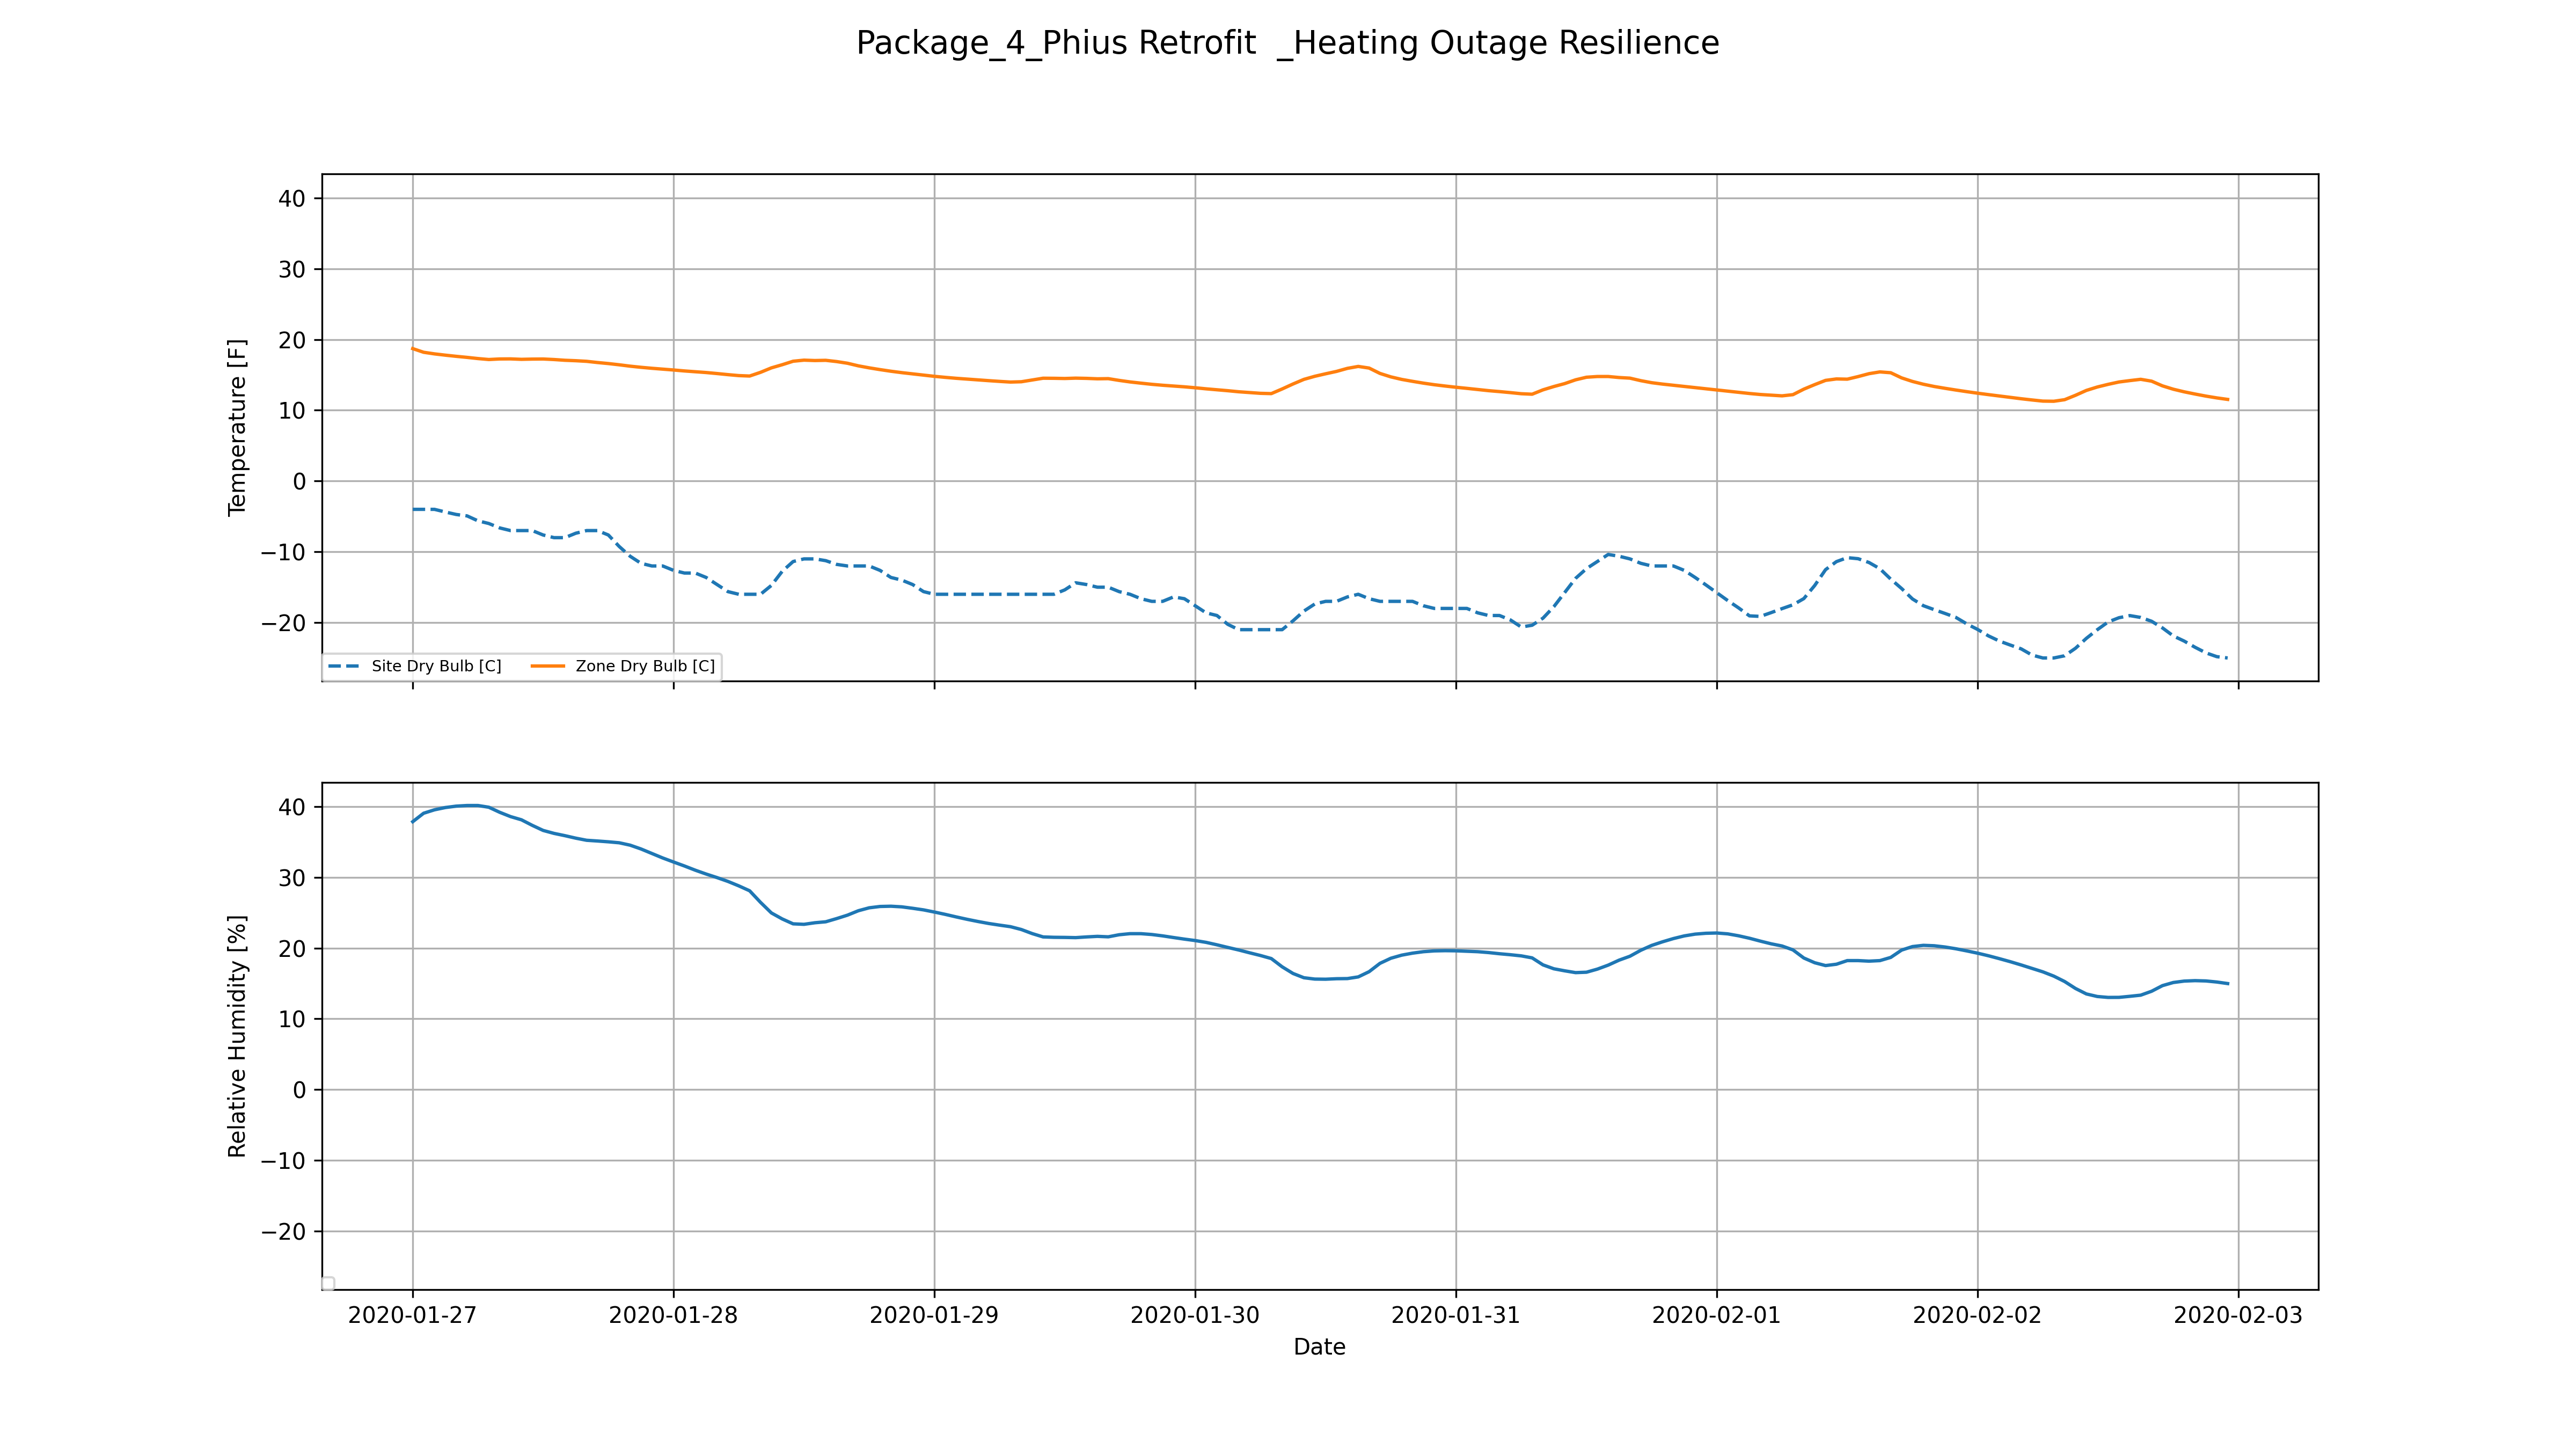 Package_4_Phius Retrofit  _Heating Outage Resilience
Temperature [F]
40
30
20
10
0
−10
−20
Site Dry Bulb [C] Zone Dry Bulb [C]
Relative Humidity [%]
40
30
20
10
0
−10
−20
2020-01-27 2020-01-28 2020-01-29 2020-01-30 2020-01-31 2020-02-01 2020-02-02 2020-02-03
Date